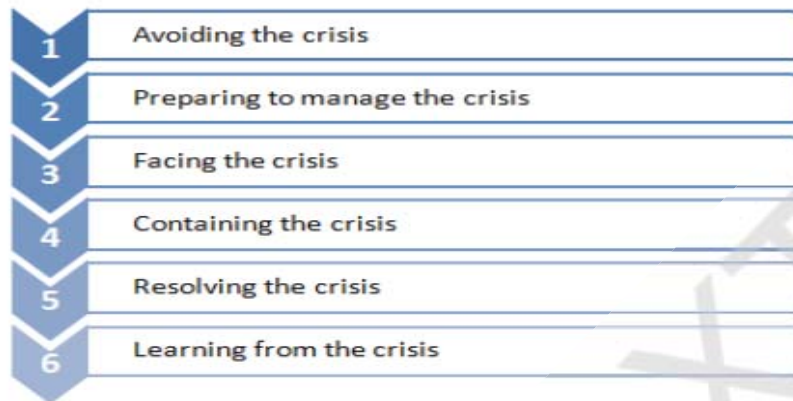 1 Avoiding the crisis
2 Preparing to manage the crisis
3 Facing the crisis
4 Containing the crisis
5 Resolving the crisis
6 Learning from the crisis